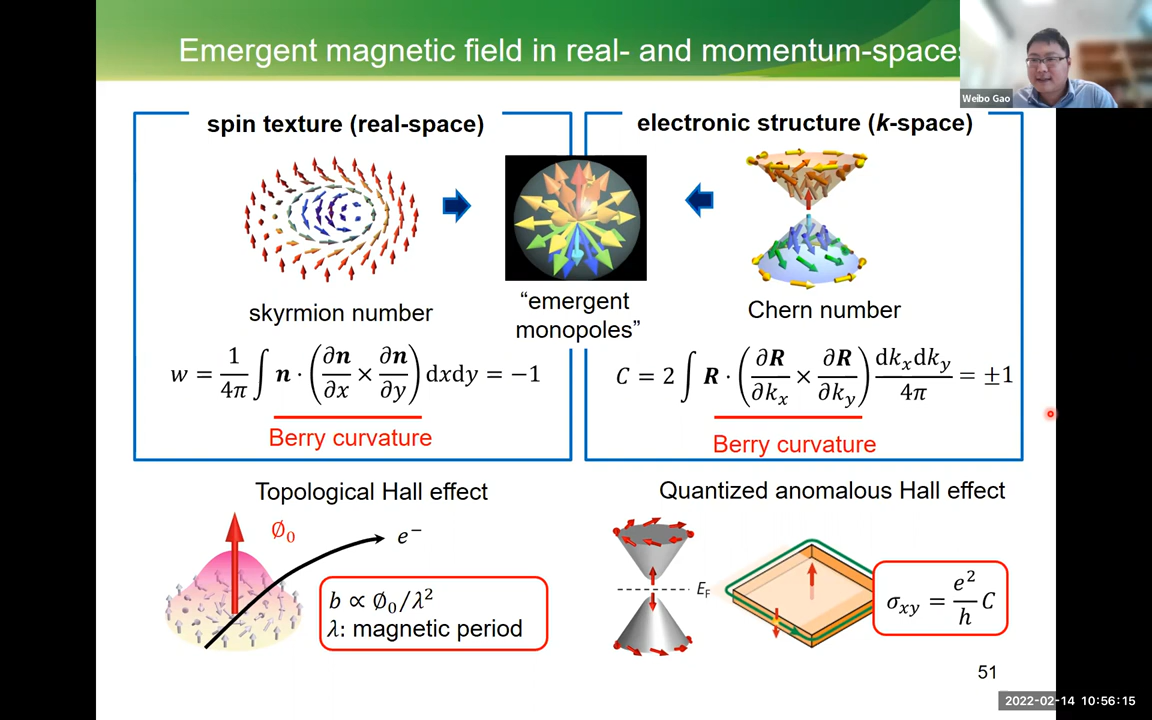 Emergent magnetic field in real- and momentum-spaces
Weibo Gao
spin texture (real-space)
skyrmion number
w = 1/4π ∫ n · (∂n/∂x × ∂n/∂y) dxdy = −1
Berry curvature
“emergent
monopoles”
electronic structure (k-space)
Chern number
C = 2 ∫ R · (∂R/∂kₓ × ∂R/∂k_y) dkₓdk_y/4π = ±1
Berry curvature
Topological Hall effect
∅₀
e⁻
b ∝ ∅₀/λ²
λ: magnetic period
Quantized anomalous Hall effect
E_F
σ_xy = e²/h C
51
2022-02-14 10:56:15